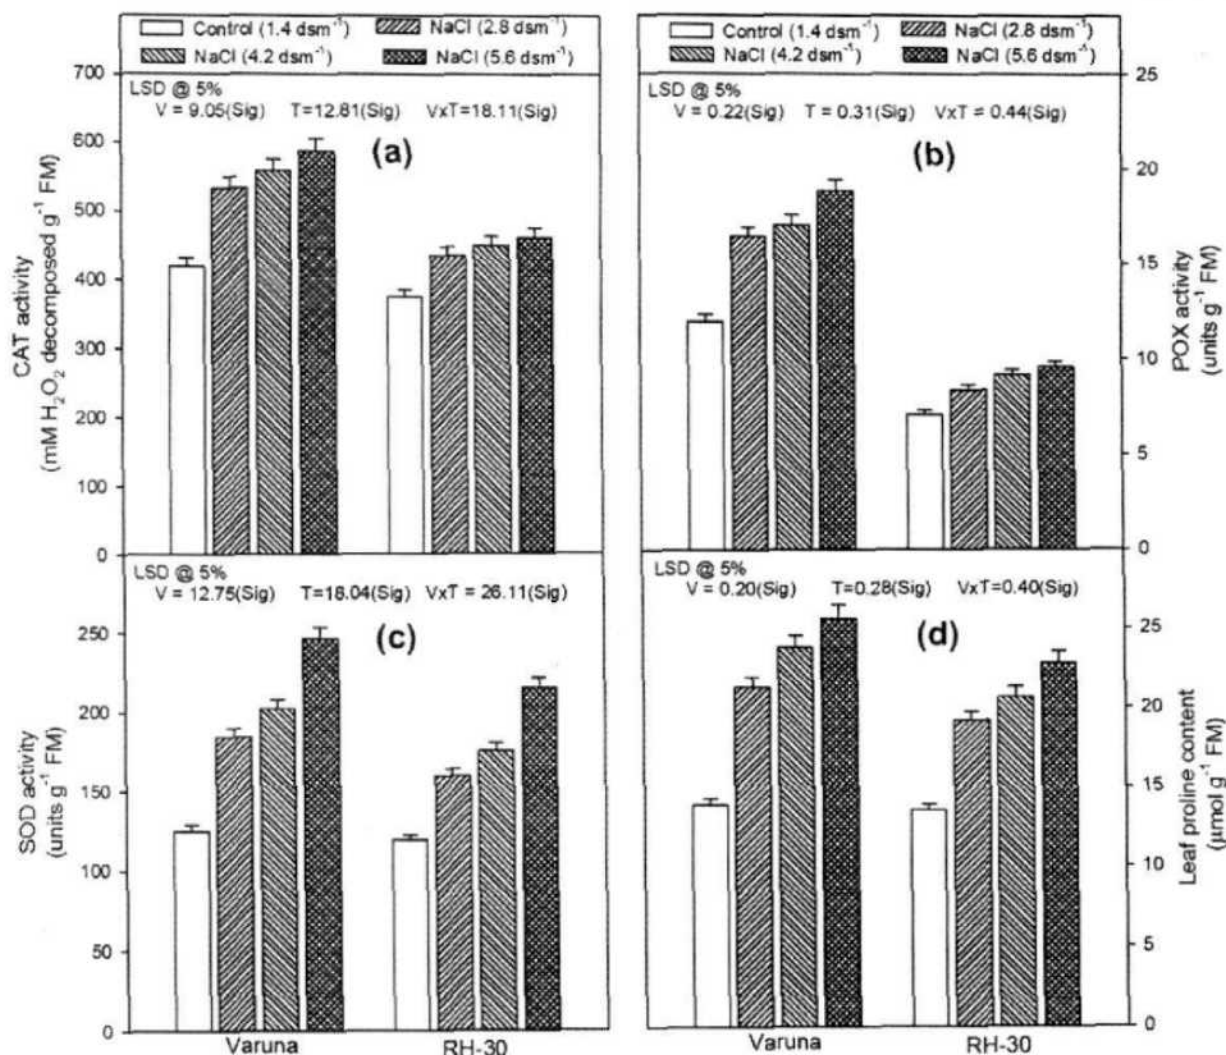 Control (1.4 dsm⁻¹) NaCl (2.8 dsm⁻¹)
NaCl (4.2 dsm⁻¹) NaCl (5.6 dsm⁻¹)
Control (1.4 dsm⁻¹) NaCl (2.8 dsm⁻¹)
NaCl (4.2 dsm⁻¹) NaCl (5.6 dsm⁻¹)
LSD @ 5%
V = 9.05(Sig) T=12.81(Sig) VxT=18.11(Sig)
(a)
700
600
500
400
300
200
100
0
CAT activity
(mM H₂O₂ decomposed g⁻¹ FM)
LSD @ 5%
V = 0.22(Sig) T = 0.31(Sig) VxT = 0.44(Sig)
(b)
25
20
15
10
5
0
POX activity
(units g⁻¹ FM)
LSD @ 5%
V = 12.75(Sig) T=18.04(Sig) VxT = 26.11(Sig)
(c)
250
200
150
100
50
0
SOD activity
(units g⁻¹ FM)
Varuna RH-30
LSD @ 5%
V = 0.20(Sig) T=0.28(Sig) VxT=0.40(Sig)
(d)
25
20
15
10
5
0
Leaf proline content
(µmol g⁻¹ FM)
Varuna RH-30